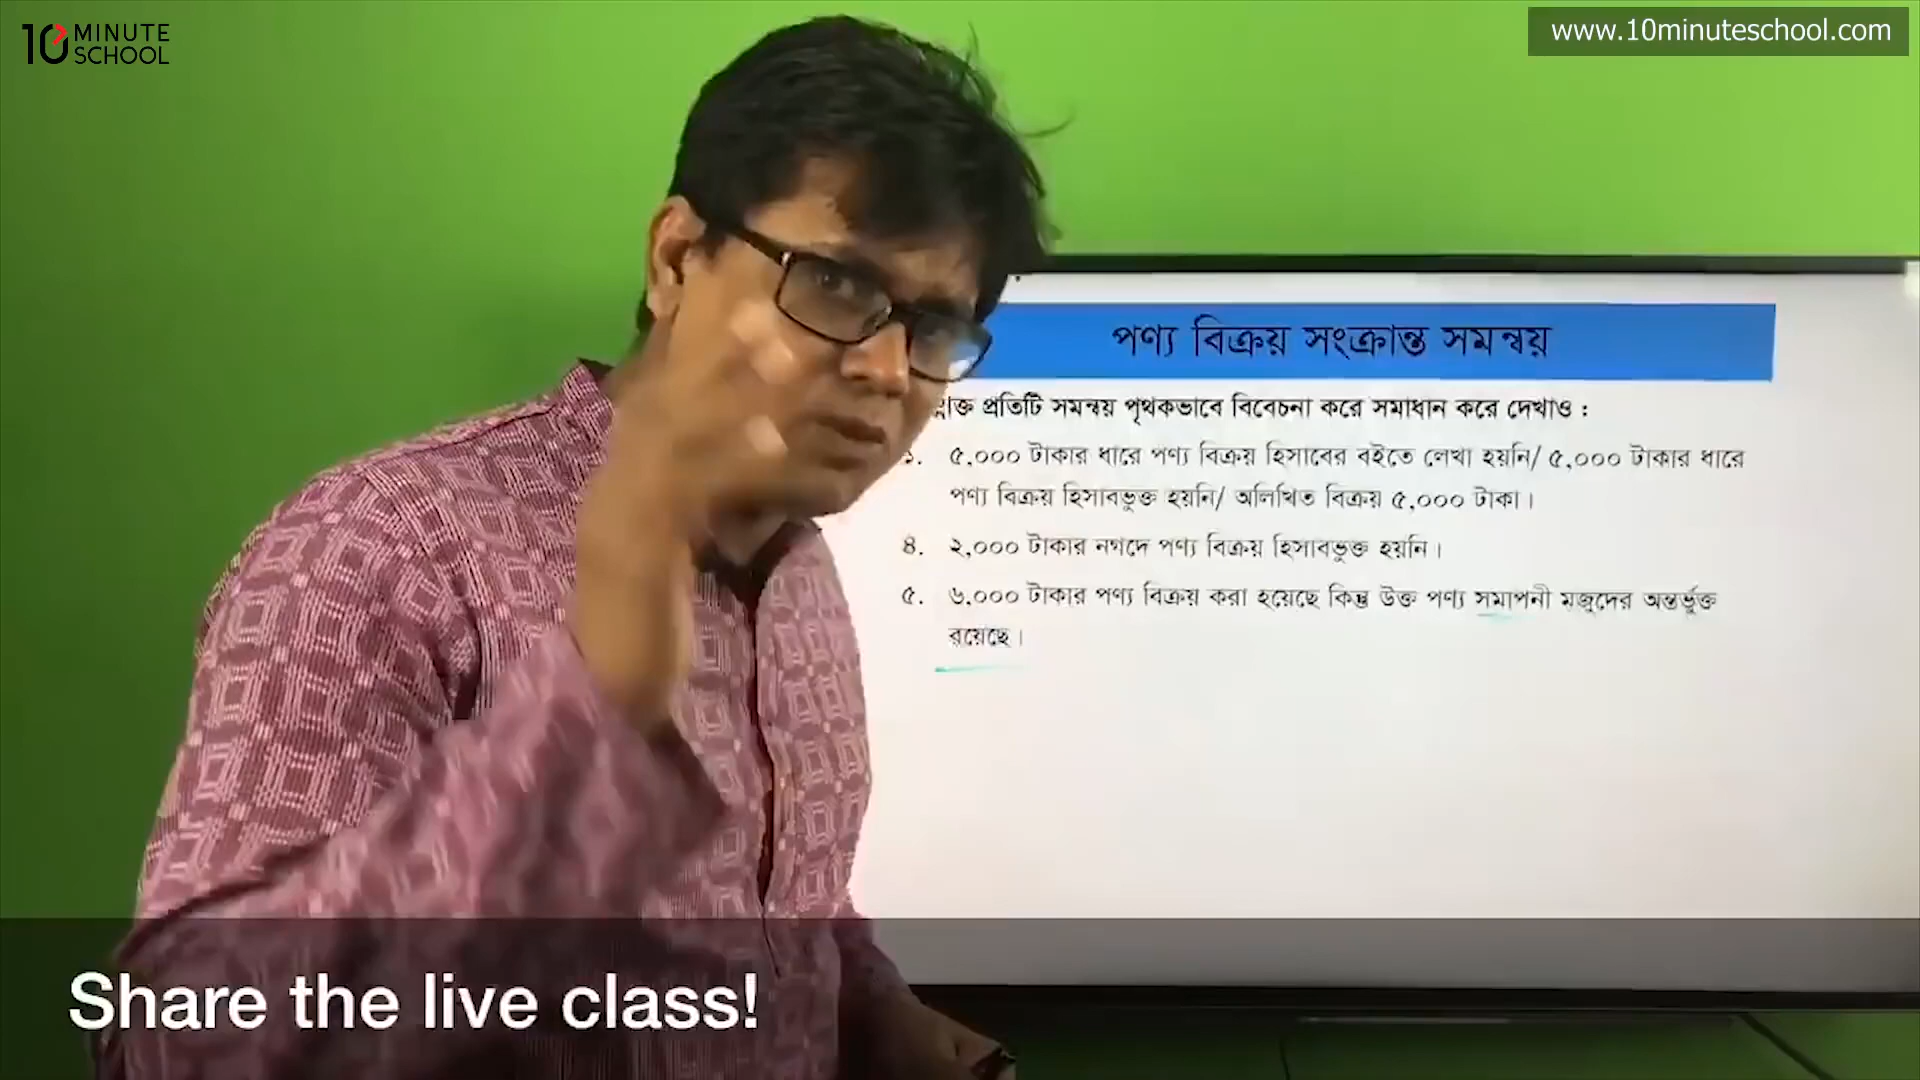 10 MINUTE
SCHOOL
www.10minuteschool.com
পণ্য বিক্রয় সংক্রান্ত সমন্বয়
প্রতিটি সমন্বয় পৃথকভাবে বিবেচনা করে সমাধান করে দেখাও :
৫,০০০ টাকার ধারে পণ্য বিক্রয় হিসাবের বইতে লেখা হয়নি/ ৫,০০০ টাকার ধারে
পণ্য বিক্রয় হিসাবভুক্ত হয়নি/ অলিখিত বিক্রয় ৫,০০০ টাকা।
৪. ২,০০০ টাকার নগদে পণ্য বিক্রয় হিসাবভুক্ত হয়নি।
৫. ৬,০০০ টাকার পণ্য বিক্রয় করা হয়েছে কিন্তু উক্ত পণ্য সমাপনী মজুদের অন্তর্ভুক্ত
রয়েছে।
Share the live class!